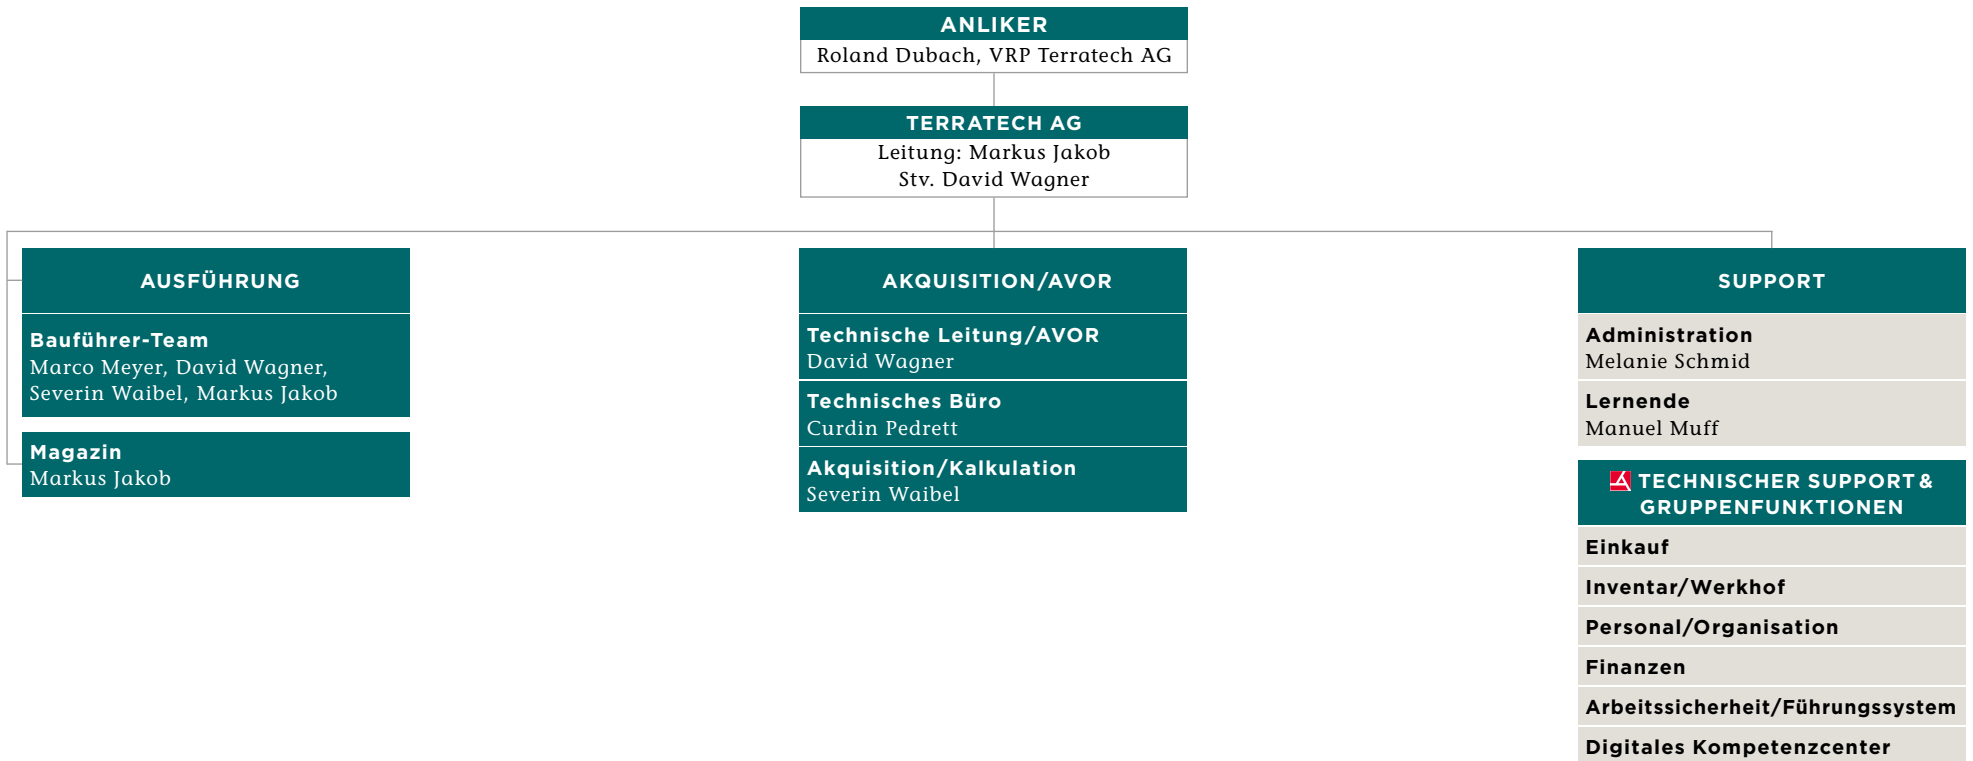 ANLIKER
Roland Dubach, VRP Terratech AG
TERRATECH AG
Leitung: Markus Jakob
Stv. David Wagner
AUSFÜHRUNG
Bauführer-Team
Marco Meyer, David Wagner,
Severin Waibel, Markus Jakob
Magazin
Markus Jakob
AKQUISITION/AVOR
Technische Leitung/AVOR
David Wagner
Technisches Büro
Curdin Pedrett
Akquisition/Kalkulation
Severin Waibel
SUPPORT
Administration
Melanie Schmid
Lernende
Manuel Muff
TECHNISCHER SUPPORT &
GRUPPENFUNKTIONEN
Einkauf
Inventar/Werkhof
Personal/Organisation
Finanzen
Arbeitssicherheit/Führungssystem
Digitales Kompetenzcenter